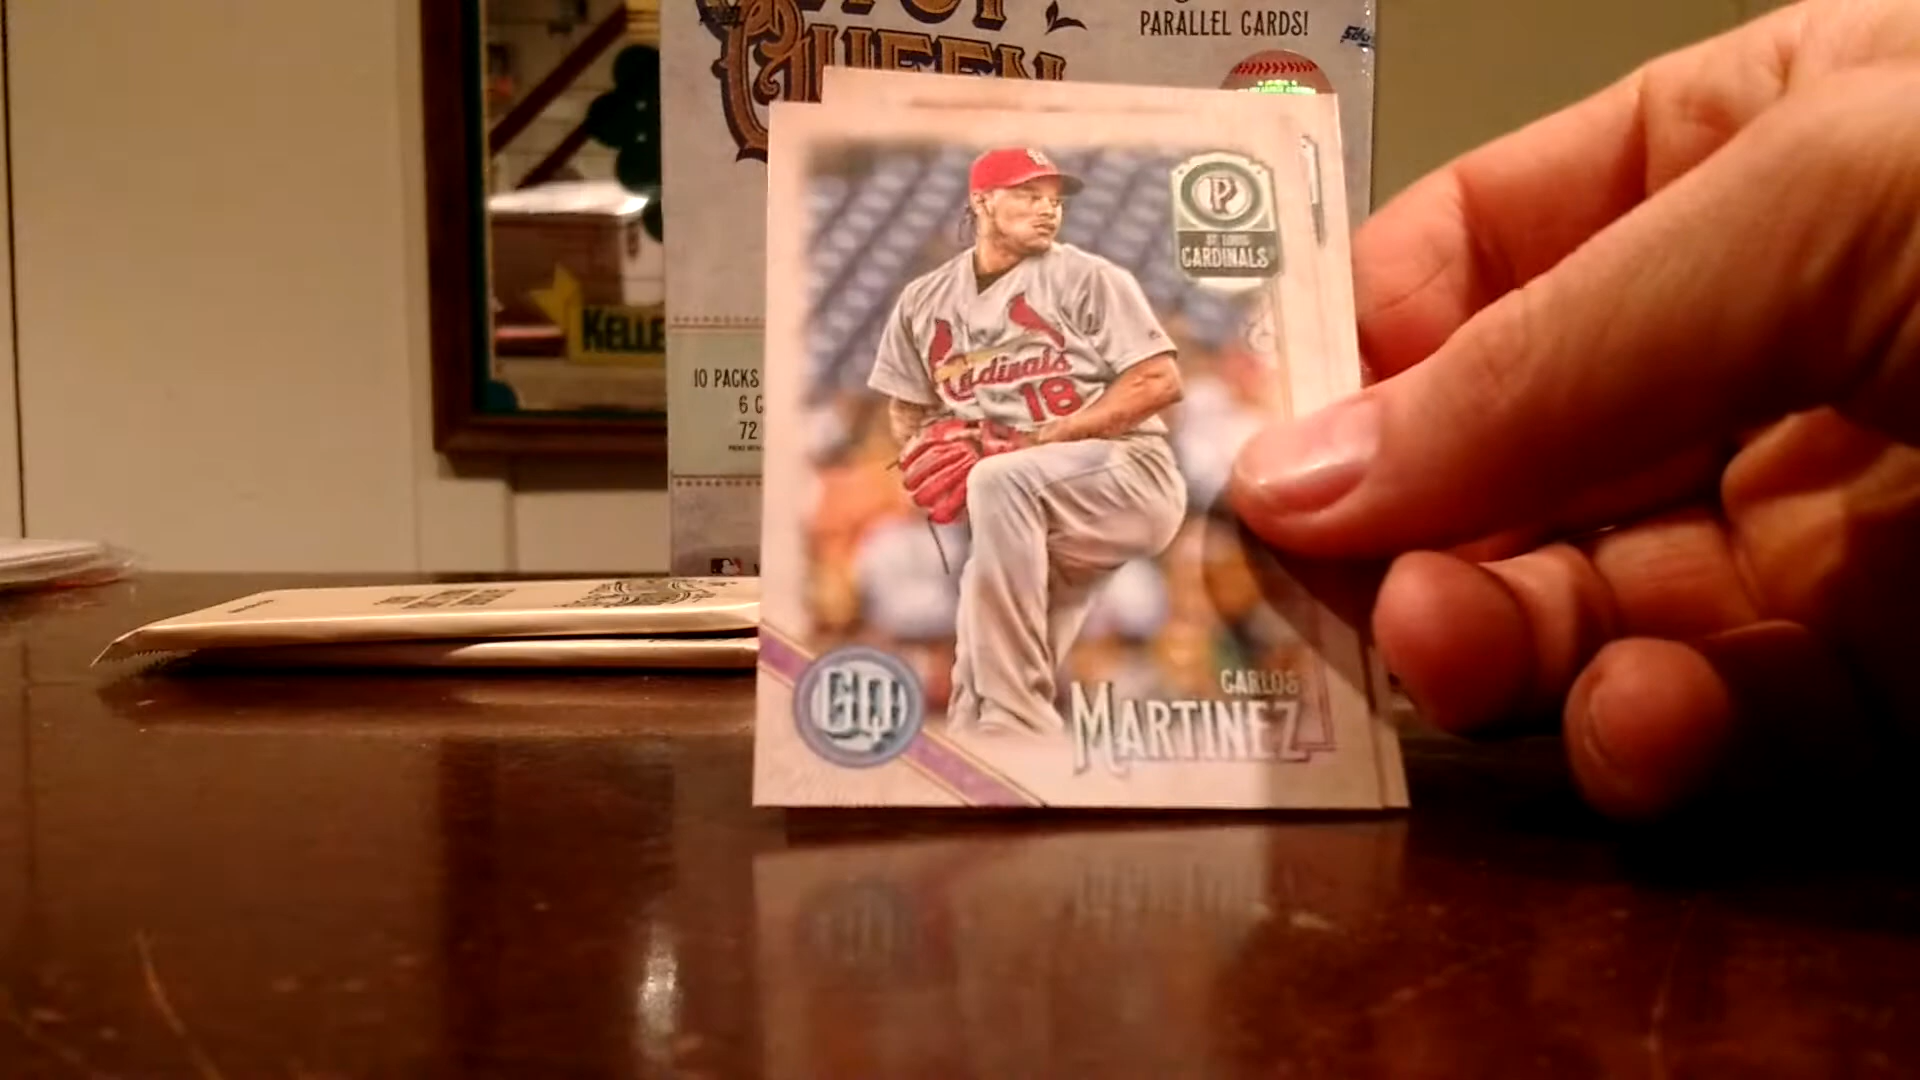 QUEEN
PARALLEL CARDS!
P
ST. LOUIS
CARDINALS
KELLE
Cardinals
18
10 PACKS
6 C
72
GQ
CARLOS
MARTINEZ